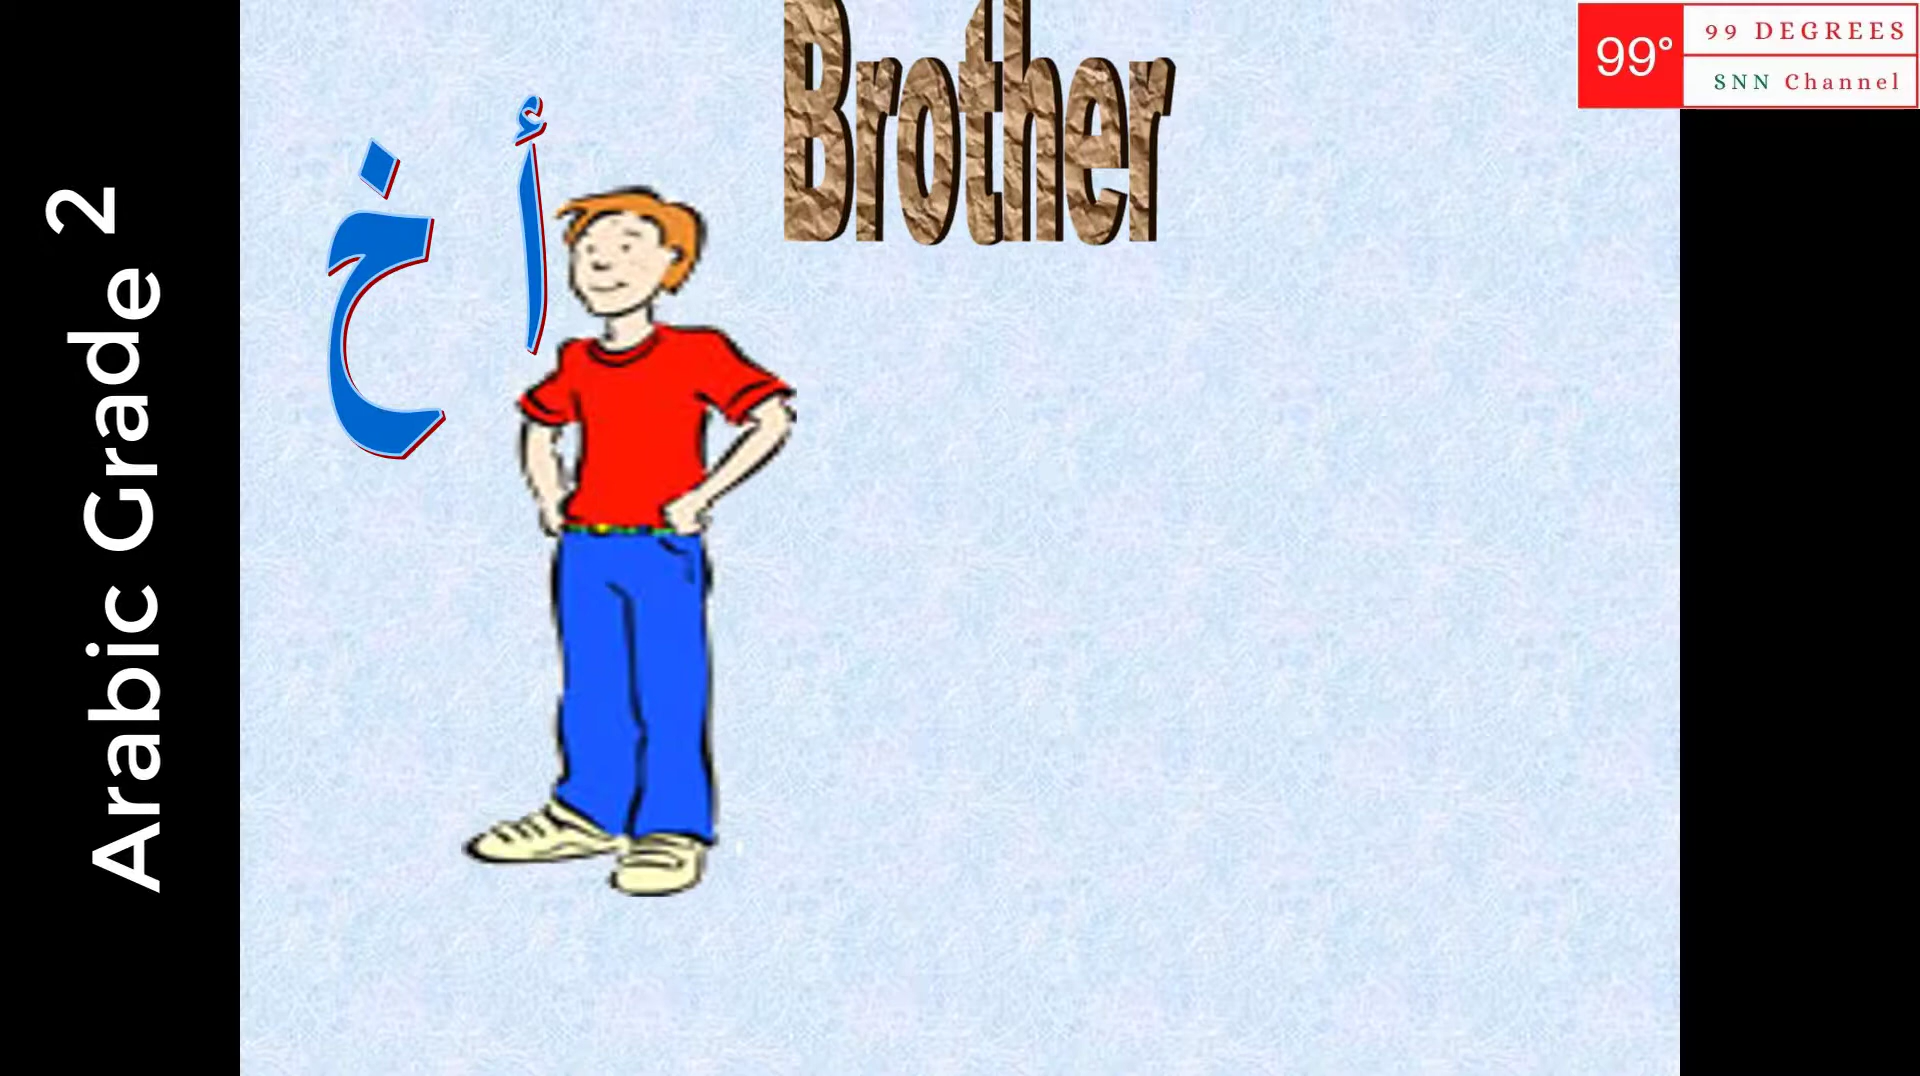 Brother
أخ
Arabic Grade 2
99°
99 DEGREES
SNN Channel